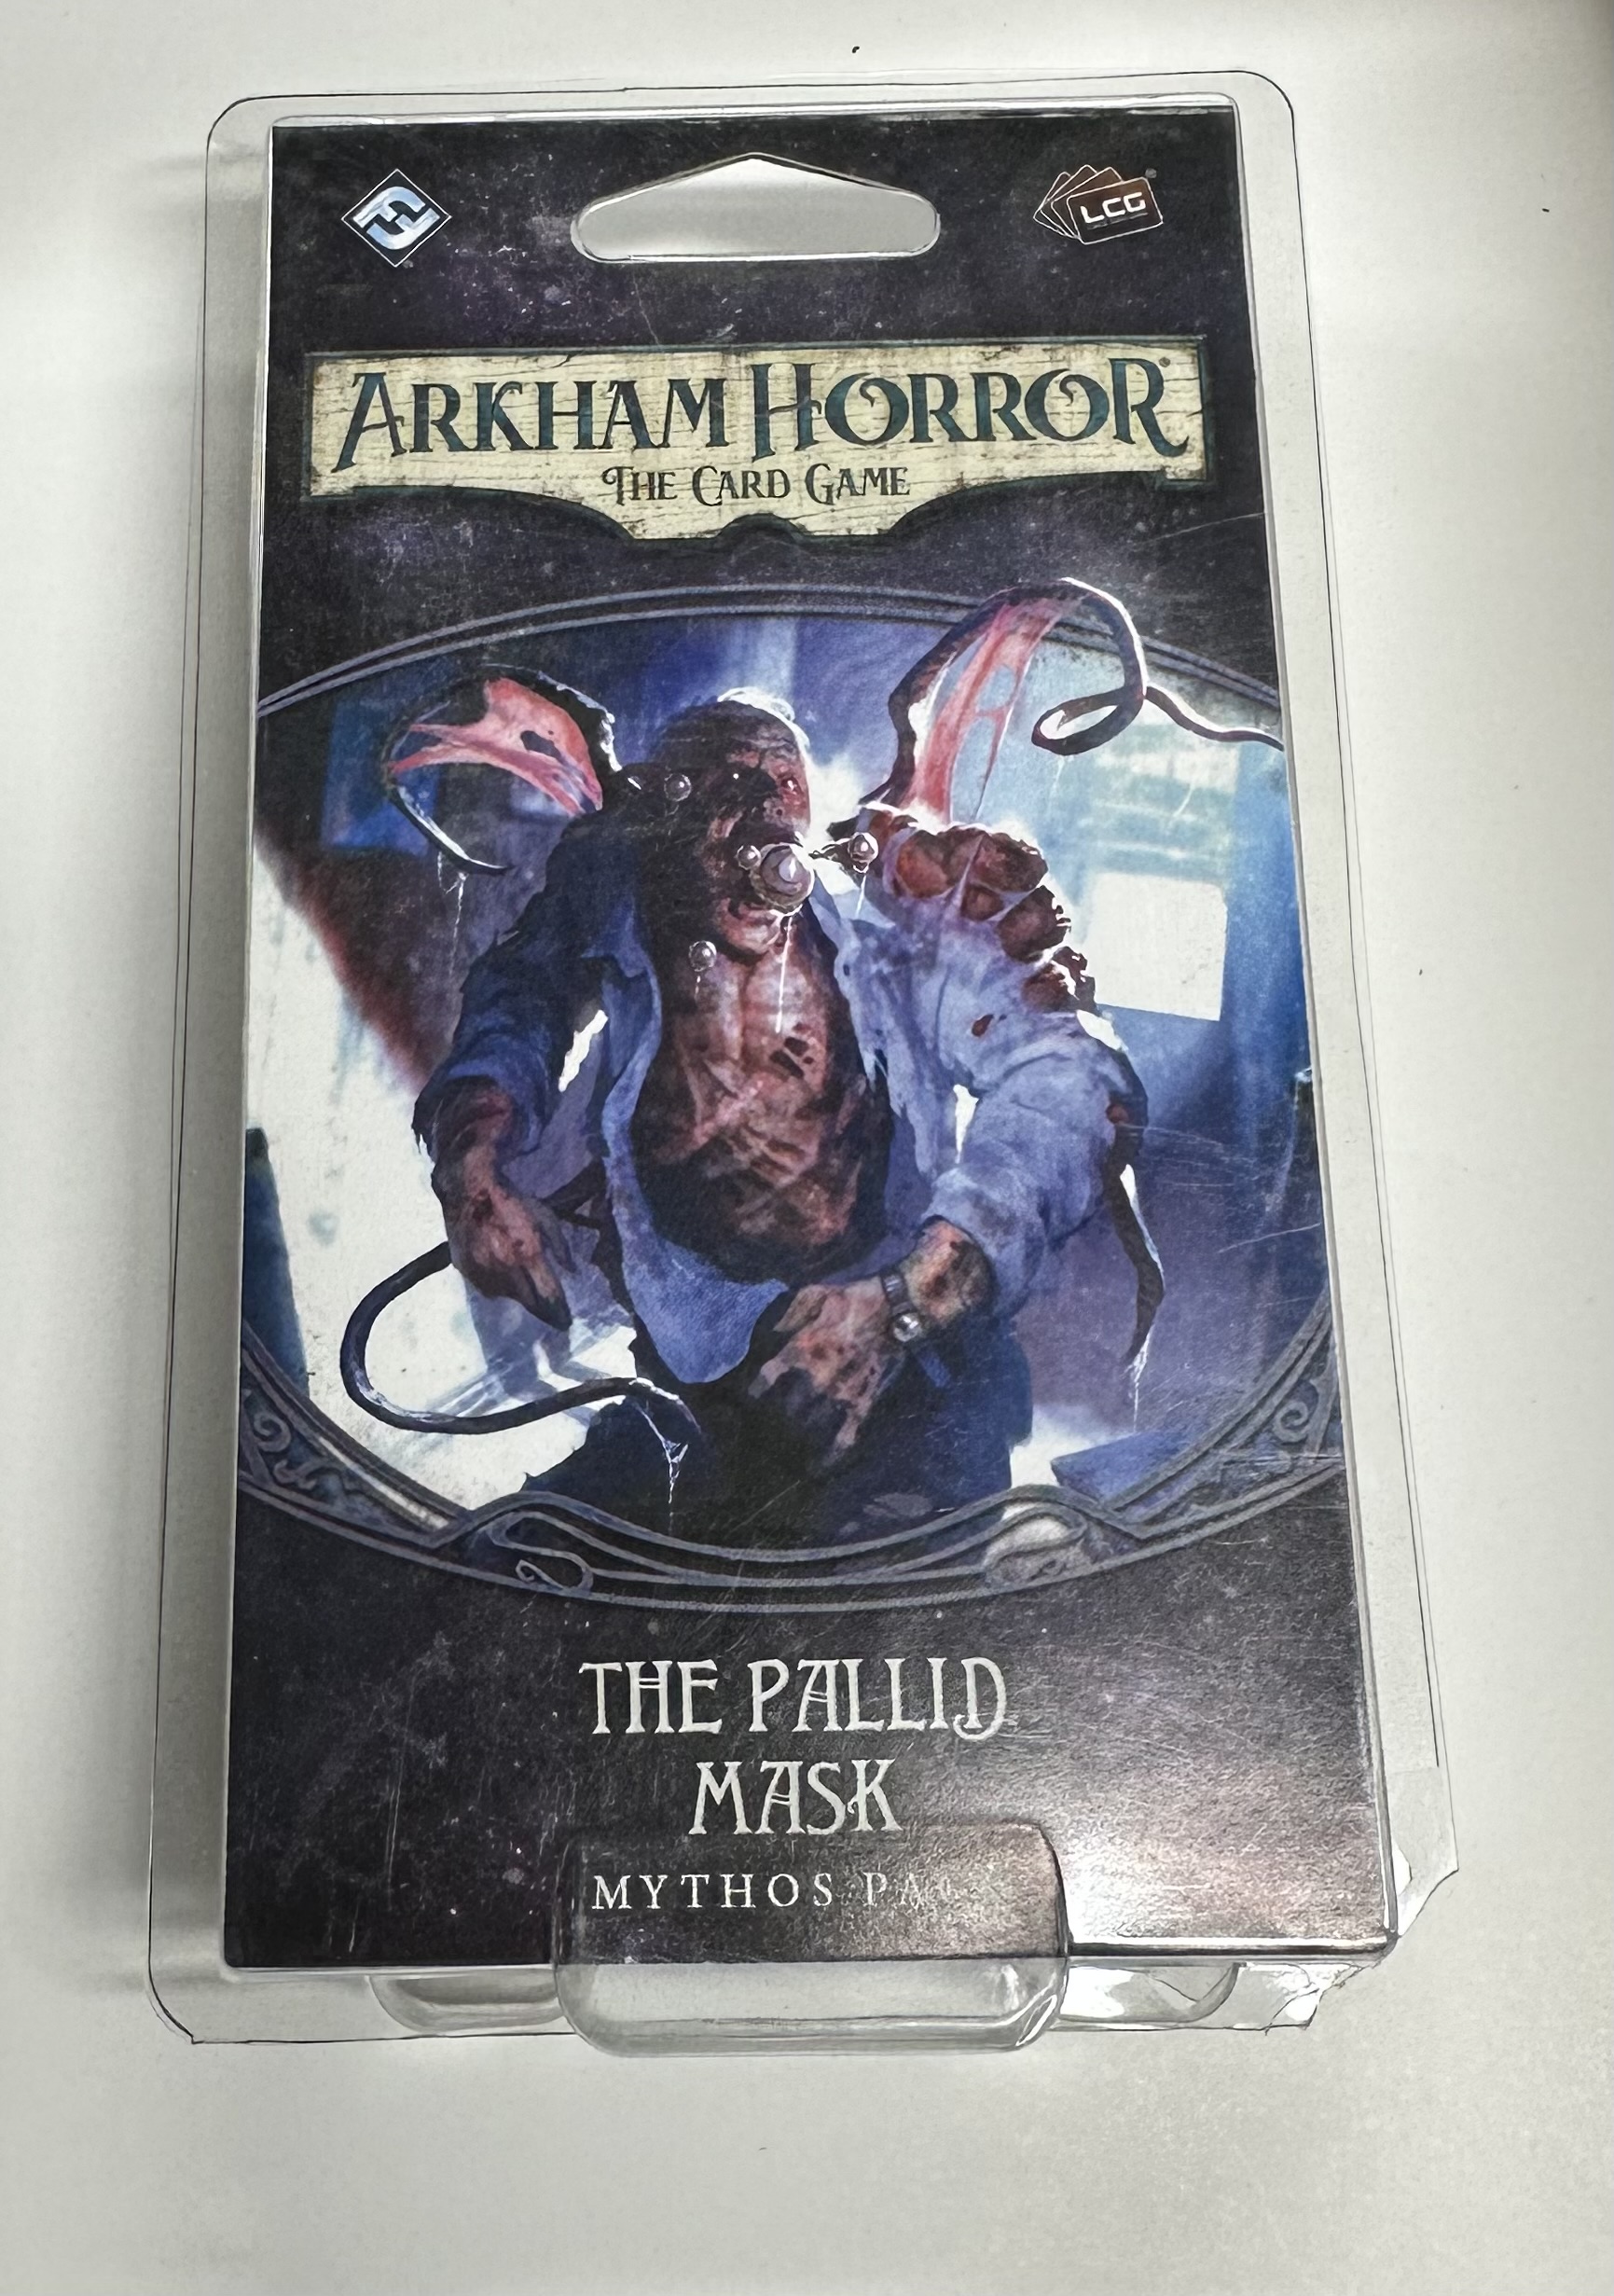 LCG
ARKHAM HORROR
THE CARD GAME
THE PALLID
MASK
MYTHOS